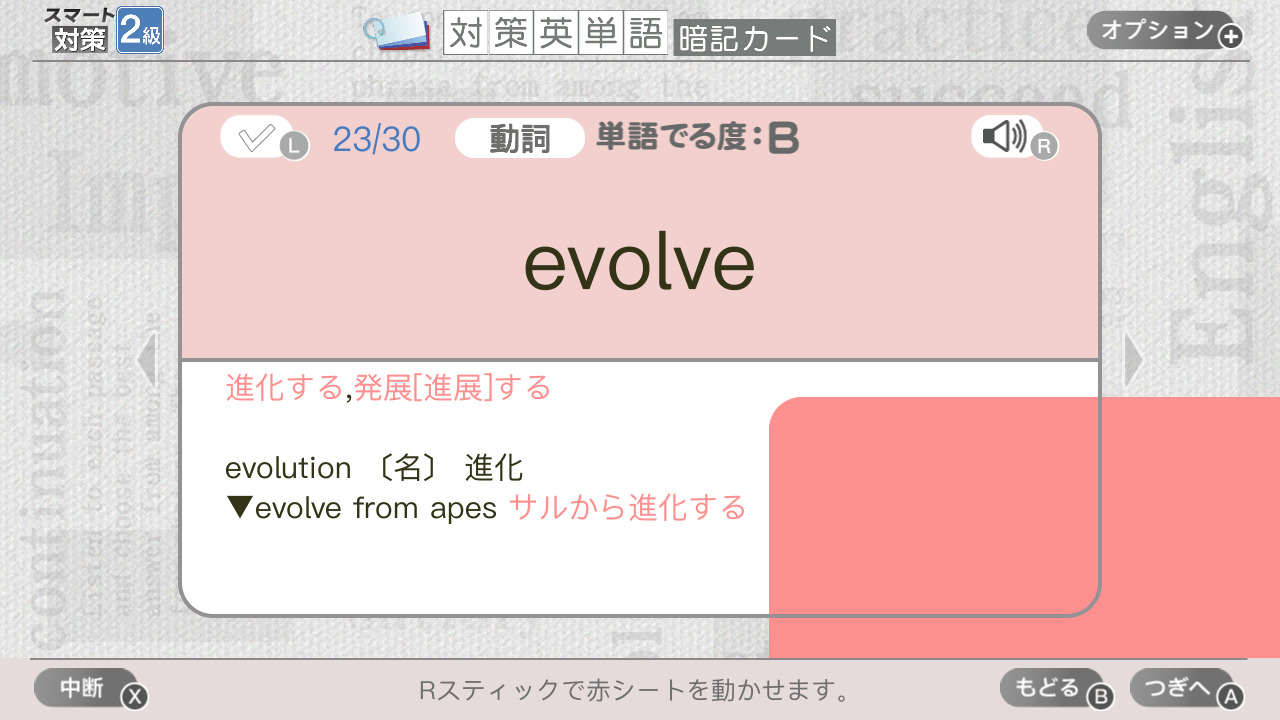 スマート
対策 2級
対策英単語 暗記カード
オプション +
L 23/30 動詞 単語でる度:B R
evolve
進化する,発展[進展]する
evolution 〔名〕 進化
▼evolve from apes サルから進化する
中断 X
Rスティックで赤シートを動かせます。
もどる B つぎへ A